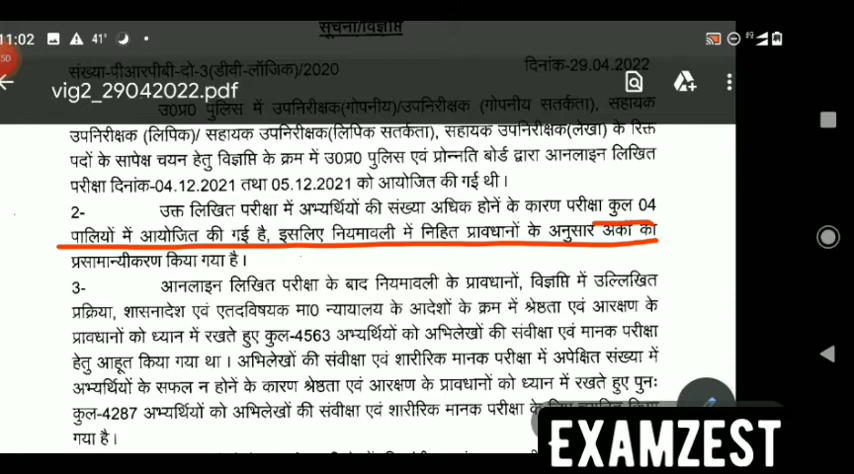 11:02 41°
सूचना/विज्ञप्ति
50
संख्या-पीआरपीबी-दो-3(डीवी-लॉजिक)/2020 दिनांक-29.04.2022
vig2_29042022.pdf
उ0प्र0 पुलिस में उपनिरीक्षक(गोपनीय)/उपनिरीक्षक (गोपनीय सतर्कता), सहायक
उपनिरीक्षक (लिपिक)/ सहायक उपनिरीक्षक(लिपिक सतर्कता), सहायक उपनिरीक्षक(लेखा) के रिक्त
पदों के सापेक्ष चयन हेतु विज्ञप्ति के क्रम में उ0प्र0 पुलिस एवं प्रोन्नति बोर्ड द्वारा आनलाइन लिखित
परीक्षा दिनांक-04.12.2021 तथा 05.12.2021 को आयोजित की गई थी।
2- उक्त लिखित परीक्षा में अभ्यर्थियों की संख्या अधिक होनें के कारण परीक्षा कुल 04
पालियों में आयोजित की गई है, इसलिए नियमावली में निहित प्रावधानों के अनुसार अंकों का
प्रसामान्यीकरण किया गया है।
3- आनलाइन लिखित परीक्षा के बाद नियमावली के प्रावधानों, विज्ञप्ति में उल्लिखित
प्रक्रिया, शासनादेश एवं एतदविषयक मा0 न्यायालय के आदेशों के क्रम में श्रेष्ठता एवं आरक्षण के
प्रावधानों को ध्यान में रखते हुए कुल-4563 अभ्यर्थियों को अभिलेखों की संवीक्षा एवं मानक परीक्षा
हेतु आहूत किया गया था। अभिलेखों की संवीक्षा एवं शारीरिक मानक परीक्षा में अपेक्षित संख्या में
अभ्यर्थियों के सफल न होनें के कारण श्रेष्ठता एवं आरक्षण के प्रावधानों को ध्यान में रखते हुए पुनः
कुल-4287 अभ्यर्थियों को अभिलेखों की संवीक्षा एवं शारीरिक मानक परीक्षा के
गया है।
EXAMZEST